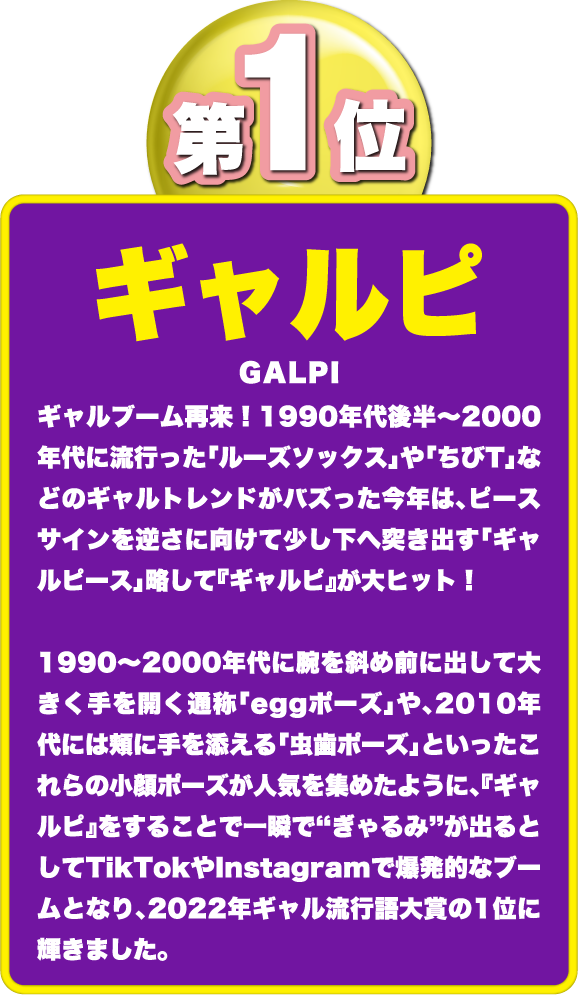 第1位
ギャルピ
GALPI
ギャルブーム再来！1990年代後半～2000
年代に流行った「ルーズソックス」や「ちびT」な
どのギャルトレンドがバズった今年は、ピース
サインを逆さに向けて少し下へ突き出す「ギャ
ルピース」略して『ギャルピ』が大ヒット！
1990～2000年代に腕を斜め前に出して大
きく手を開く通称「eggポーズ」や、2010年
代には頬に手を添える「虫歯ポーズ」といったこ
れらの小顔ポーズが人気を集めたように、『ギャ
ルピ』をすることで一瞬で“ぎゃるみ”が出ると
してTikTokやInstagramで爆発的なブー
ムとなり、2022年ギャル流行語大賞の1位に
輝きました。